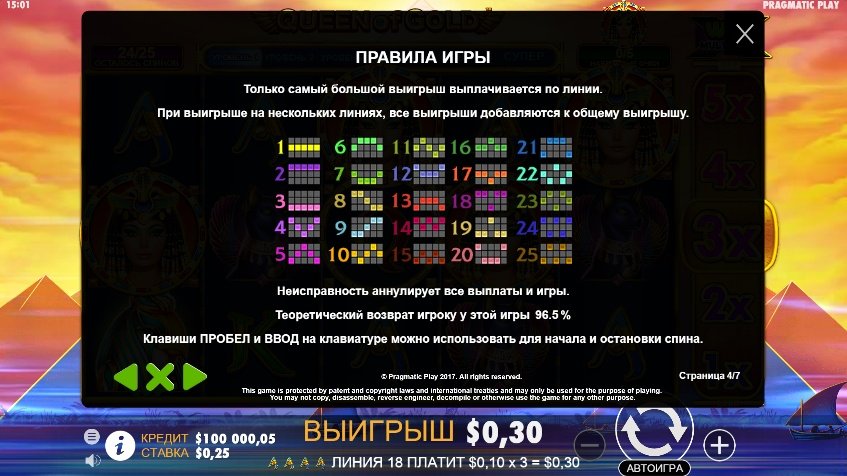 15:01
QUEEN OF GOLD
PRAGMATIC PLAY
24/25
5x
3x
2x
1x
ПРАВИЛА ИГРЫ
Только самый большой выигрыш выплачивается по линии.
При выигрыше на нескольких линиях, все выигрыши добавляются к общему выигрышу.
1 6 11 16 21
2 7 12 17 22
3 8 13 18 23
4 9 14 19 24
5 10 15 20 25
Неисправность аннулирует все выплаты и игры.
Теоретический возврат игроку у этой игры 96.5%
Клавиши ПРОБЕЛ и ВВОД на клавиатуре можно использовать для начала и остановки спина.
© Pragmatic Play 2017. All rights reserved.
Страница 4/7
This game is protected by patent and copyright laws and international treaties and may only be used for the purpose of playing.
You may not copy, disassemble, reverse engineer, decompile or otherwise use the game for any other purpose.
КРЕДИТ $100 000,05
СТАВКА $0,25
ВЫИГРЫШ $0,30
ЛИНИЯ 18 ПЛАТИТ $0,10 x 3 = $0,30
АВТОИГРА